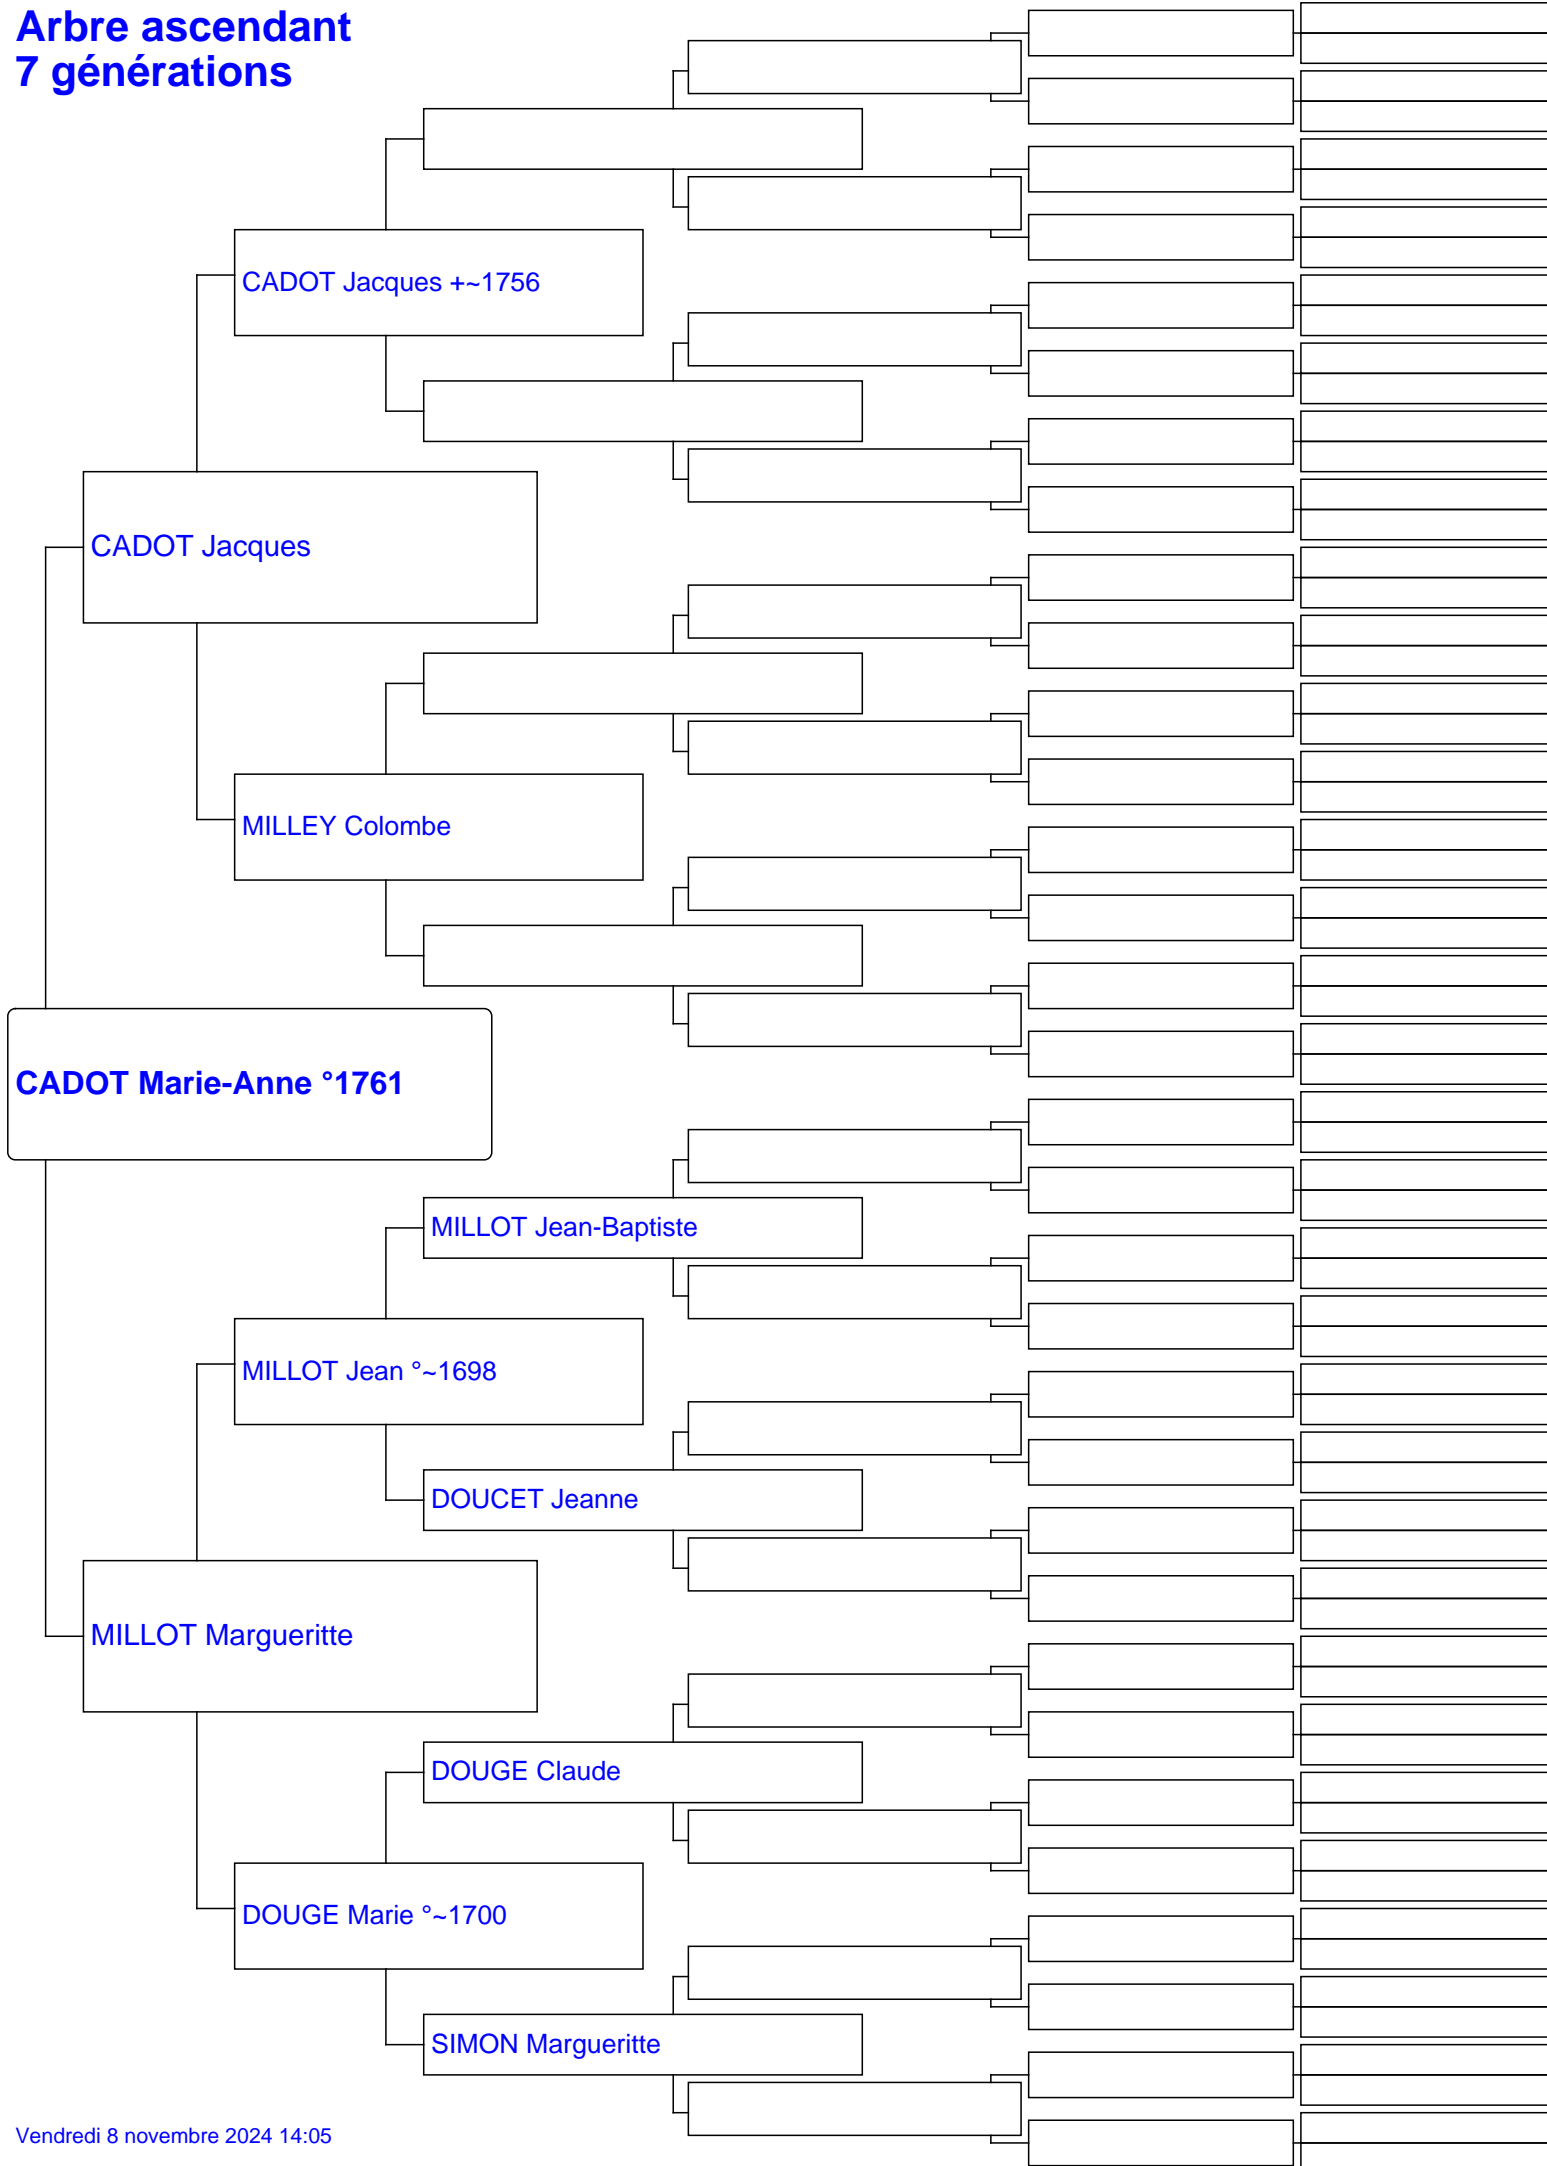 Arbre ascendant
7 générations
CADOT Jacques +~1756
CADOT Jacques
MILLEY Colombe
CADOT Marie-Anne °1761
MILLOT Jean-Baptiste
MILLOT Jean °~1698
DOUCET Jeanne
MILLOT Margueritte
DOUGE Claude
DOUGE Marie °~1700
SIMON Margueritte
Vendredi 8 novembre 2024 14:05